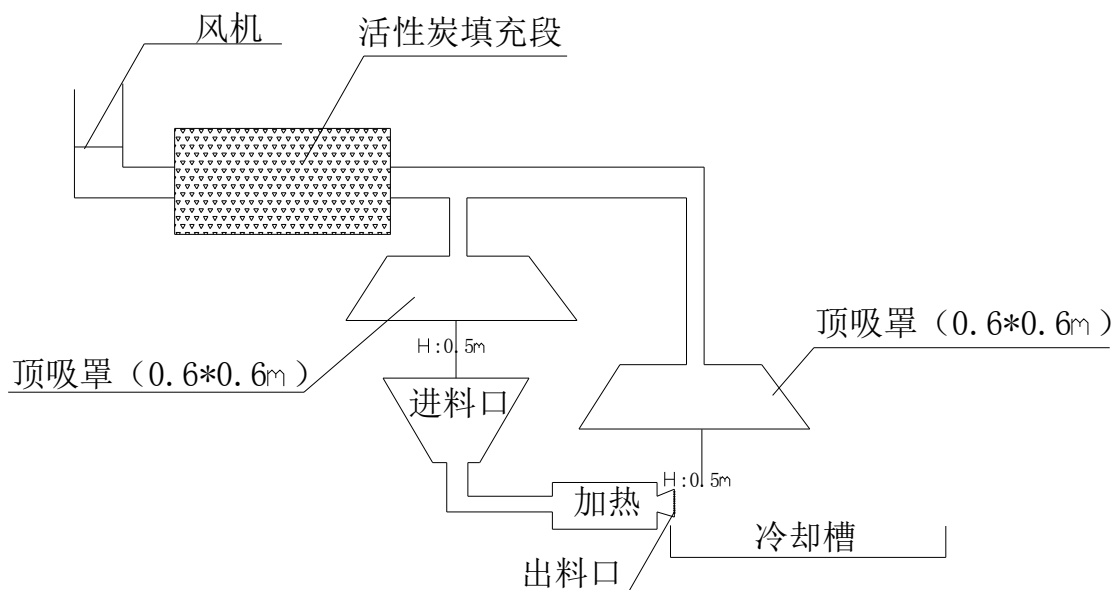 风机
活性炭填充段
顶吸罩（0.6*0.6m）
H:0.5m
顶吸罩（0.6*0.6m）
进料口
H:0.5m
加热
冷却槽
出料口